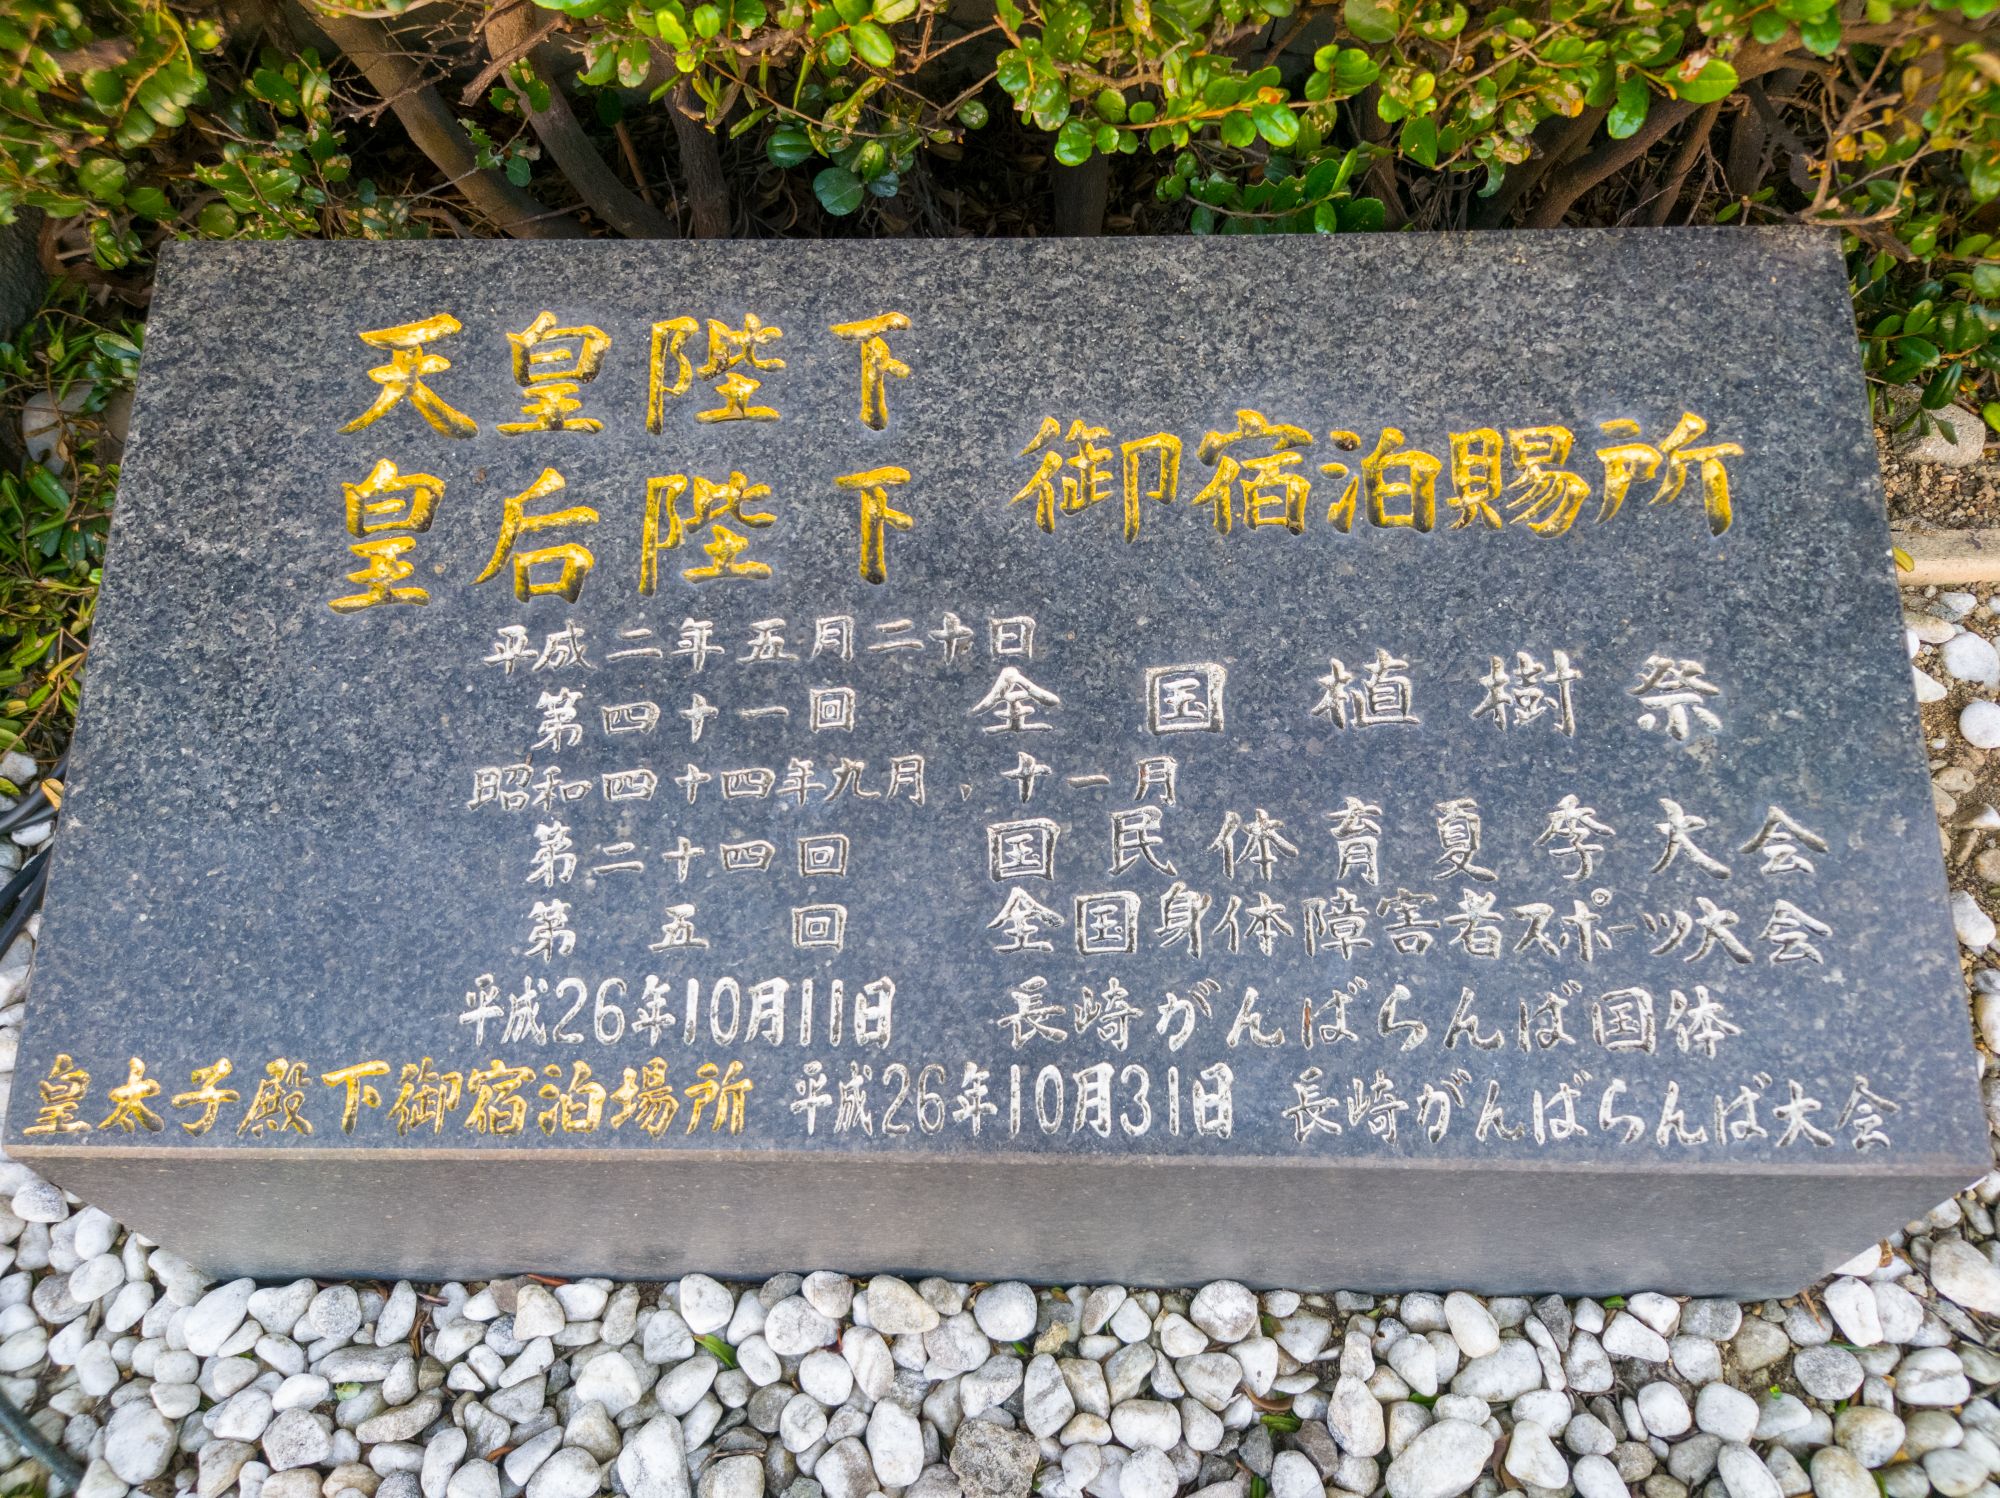 天皇陛下
皇后陛下 御宿泊賜所
平成二年五月二十日
第四十一回 全国植樹祭
昭和四十四年九月、十一月
第二十四回 国民体育夏季大会
第五回 全国身体障害者スポーツ大会
平成26年10月11日 長崎がんばらんば国体
皇太子殿下御宿泊場所 平成26年10月31日 長崎がんばらんば大会